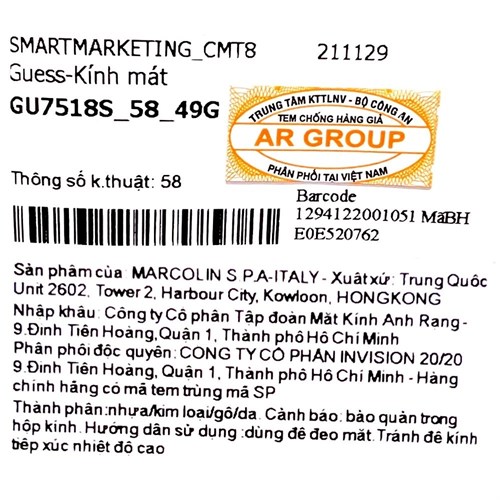 SMARTMARKETING_CMT8 211129
Guess-Kính mát
GU7518S_58_49G
TRUNG TÂM KTTLNV - BỘ CÔNG AN
TEM CHỐNG HÀNG GIẢ
AR GROUP
PHÂN PHỐI TẠI VIỆT NAM
Thông số k.thuật: 58
Barcode
1294122001051 MãBH
E0E520762
Sản phẩm của MARCOLIN S.P.A-ITALY - Xuất xứ: Trung Quốc
Unit 2602, Tower 2, Harbour City, Kowloon, HONGKONG
Nhập khẩu: Công ty Cổ phần Tập đoàn Mắt Kính Anh Rang -
9.Đinh Tiên Hoàng,Quận 1, Thành phố Hồ Chí Minh
Phân phối độc quyền: CONG TY CỔ PHẦN INVISION 20/20
9.Đinh Tiên Hoàng, Quận 1, Thành phố Hồ Chí Minh - Hàng
chính hãng có mã tem trùng mã SP
Thành phần:nhựa/kim loại/gỗ/da. Cảnh báo: bảo quản trong
hộp kính. Hướng dẫn sử dụng :dùng để đeo mắt.Tránh để kính
tiếp xúc nhiệt độ cao